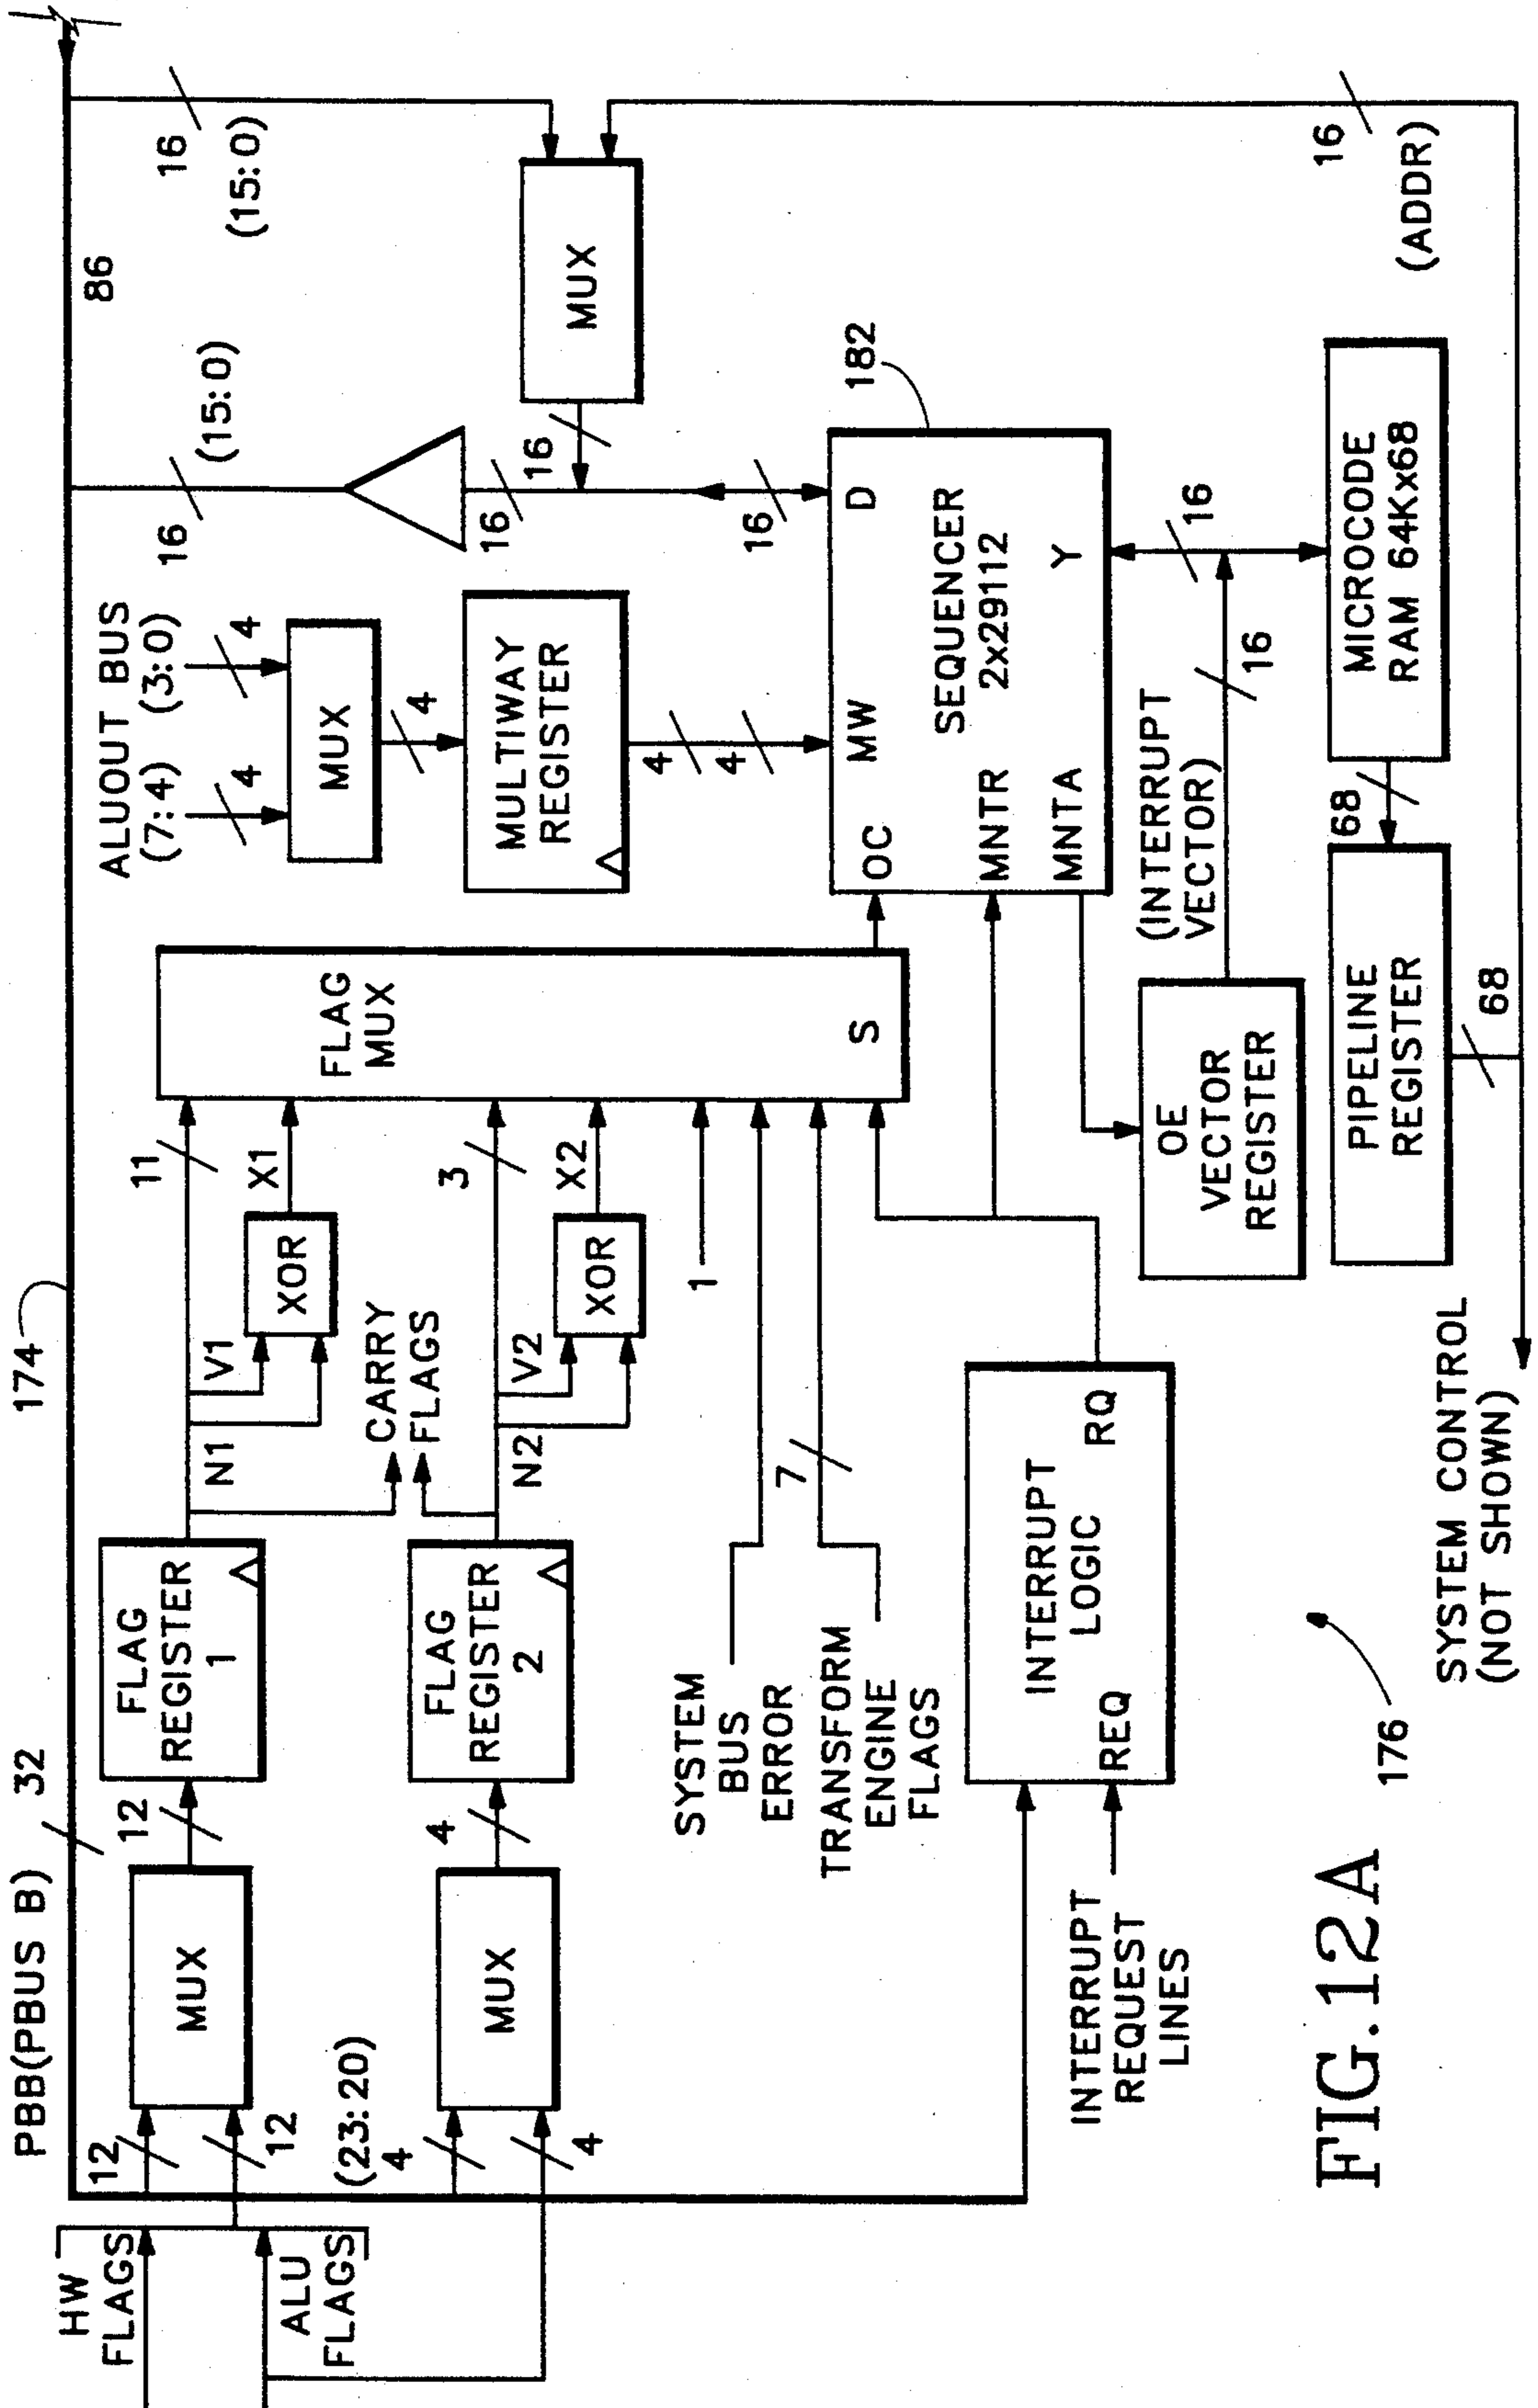 PBB(PBUS B)
32
174
86
HW
FLAGS
ALU
FLAGS
12
12
MUX
12
FLAG
REGISTER
1
N1
V1
XOR
11
X1
CARRY
FLAGS
(23:20)
4
4
MUX
4
FLAG
REGISTER
2
N2
V2
XOR
3
X2
FLAG
MUX
S
1
SYSTEM
BUS
ERROR
TRANSFORM
ENGINE
FLAGS
7
INTERRUPT
REQUEST
LINES
INTERRUPT
LOGIC
REQ
RQ
ALUOUT BUS
(7:4)
(3:0)
4
4
MUX
4
MULTIWAY
REGISTER
4
4
16
(15:0)
16
(15:0)
16
16
MUX
16
OC
MW
D
SEQUENCER
2x29112
MNTR
MNTA
Y
182
OE
VECTOR
REGISTER
(INTERRUPT
VECTOR)
16
16
PIPELINE
REGISTER
68
MICROCODE
RAM 64Kx68
68
16
(ADDR)
SYSTEM CONTROL
(NOT SHOWN)
176
FIG.12A